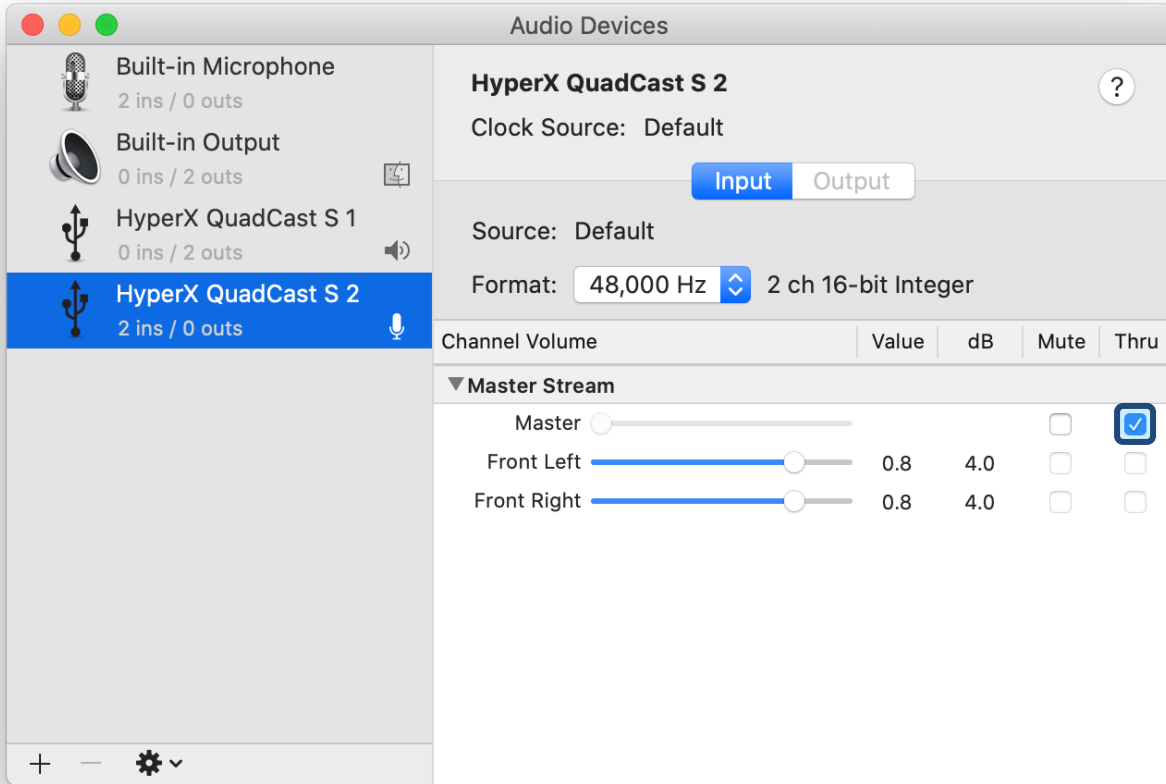 Audio Devices
Built-in Microphone
2 ins / 0 outs
Built-in Output
0 ins / 2 outs
HyperX QuadCast S 1
0 ins / 2 outs
HyperX QuadCast S 2
2 ins / 0 outs
HyperX QuadCast S 2
?
Clock Source: Default
Input Output
Source: Default
Format: 48,000 Hz 2 ch 16-bit Integer
Channel Volume Value dB Mute Thru
Master Stream
Master
Front Left 0.8 4.0
Front Right 0.8 4.0